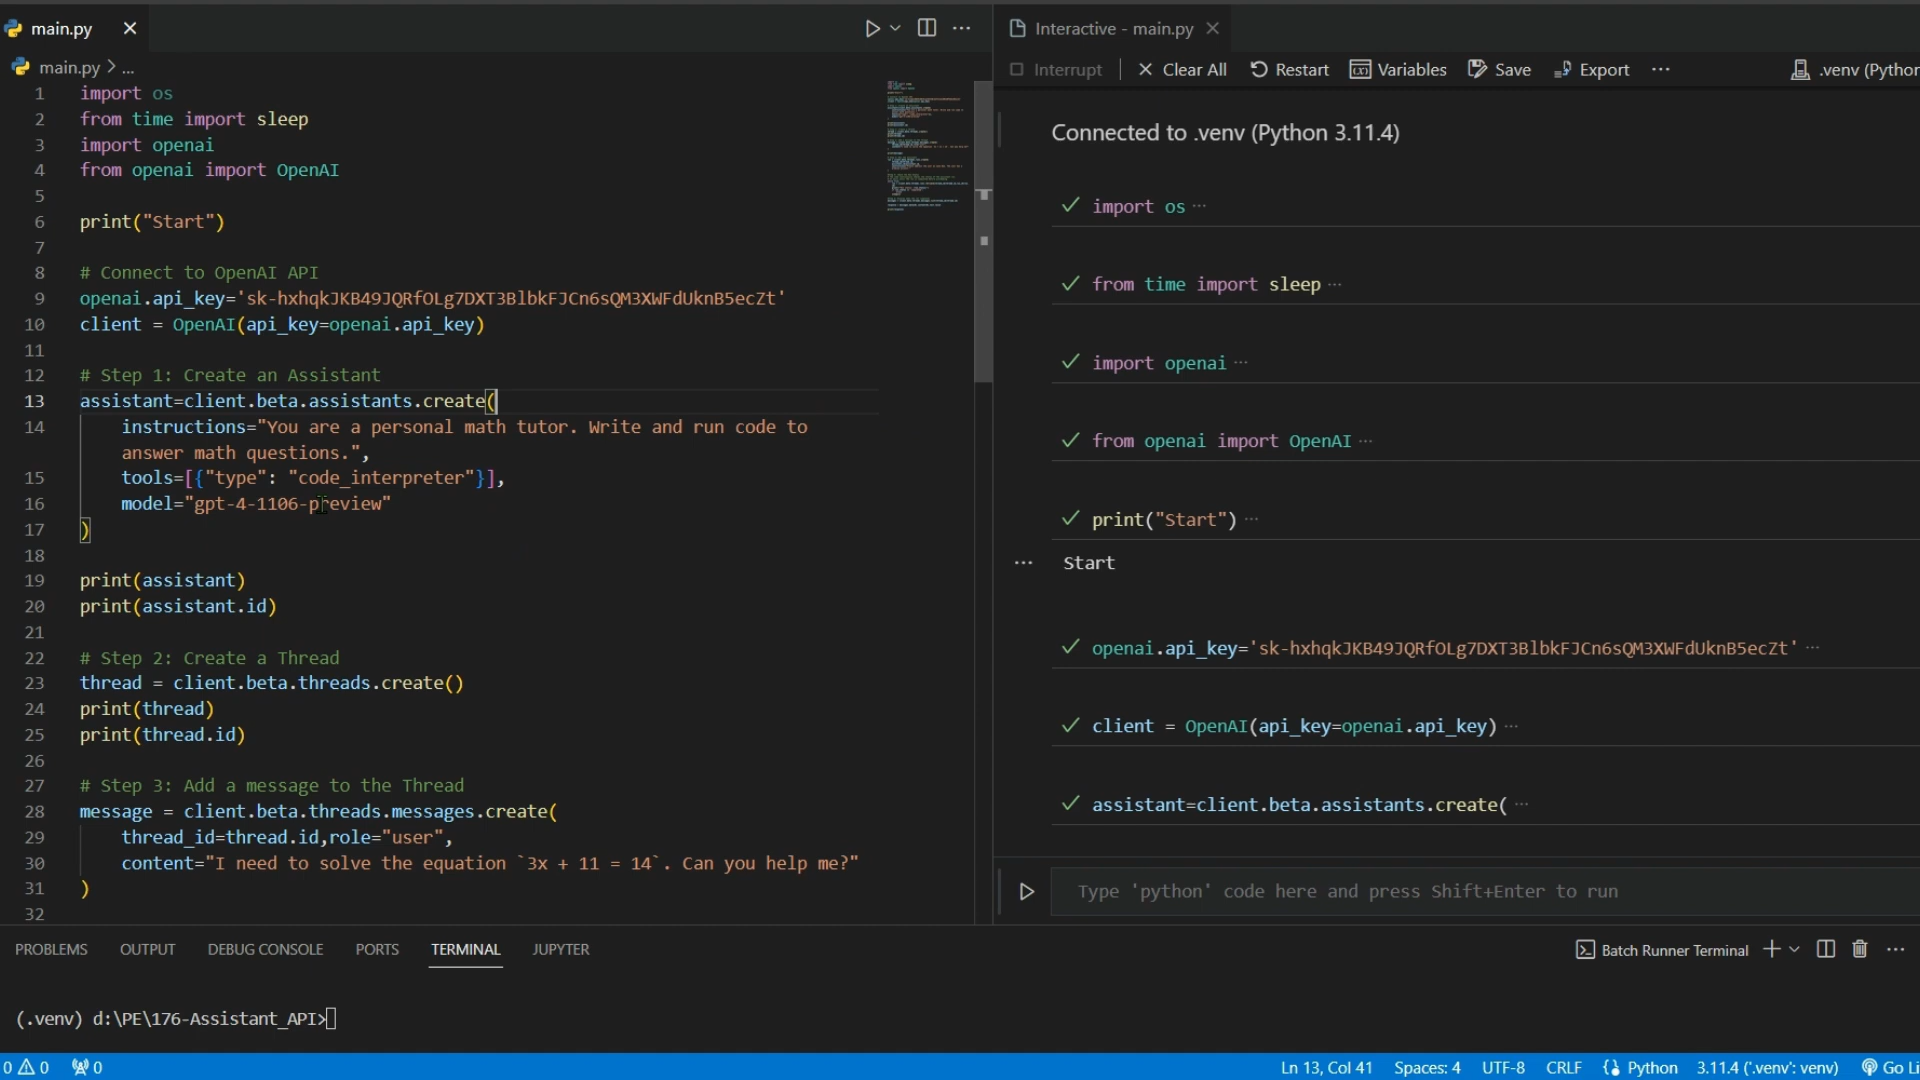 main.py
main.py > ...
1 import os
2 from time import sleep
3 import openai
4 from openai import OpenAI
5
6 print("Start")
7
8 # Connect to OpenAI API
9 openai.api_key='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'
10 client = OpenAI(api_key=openai.api_key)
11
12 # Step 1: Create an Assistant
13 assistant=client.beta.assistants.create(
14 instructions="You are a personal math tutor. Write and run code to
answer math questions.",
15 tools=[{"type": "code_interpreter"}],
16 model="gpt-4-1106-preview"
17 )
18
19 print(assistant)
20 print(assistant.id)
21
22 # Step 2: Create a Thread
23 thread = client.beta.threads.create()
24 print(thread)
25 print(thread.id)
26
27 # Step 3: Add a message to the Thread
28 message = client.beta.threads.messages.create(
29 thread_id=thread.id,role="user",
30 content="I need to solve the equation `3x + 11 = 14`. Can you help me?"
31 )
32
Interactive - main.py
Interrupt Clear All Restart Variables Save Export ... .venv (Python
Connected to .venv (Python 3.11.4)
import os ...
from time import sleep ...
import openai ...
from openai import OpenAI ...
print("Start") ...
... Start
openai.api_key='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' ...
client = OpenAI(api_key=openai.api_key) ...
assistant=client.beta.assistants.create( ...
Type 'python' code here and press Shift+Enter to run
PROBLEMS OUTPUT DEBUG CONSOLE PORTS TERMINAL JUPYTER
Batch Runner Terminal
(.venv) d:\PE\176-Assistant_API>
0 0 0 Ln 13, Col 41 Spaces: 4 UTF-8 CRLF Python 3.11.4 ('.venv': venv) Go Li